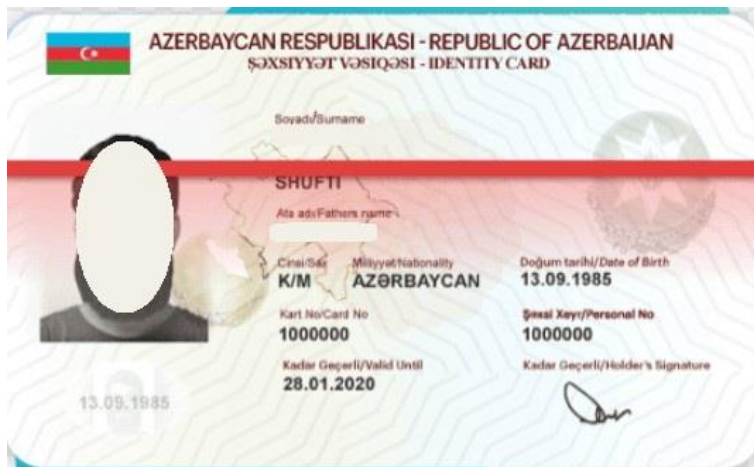 AZERBAYCAN RESPUBLIKASI - REPUBLIC OF AZERBAIJAN
ŞƏXSIYYƏT VƏSIQƏSI - IDENTITY CARD
Soyadı/Surname
SHUFTI
Ata adı/Fathers name
Cinsi/Sex Milliyyət/Nationality Doğum tarihi/Date of Birth
K/M AZƏRBAYCAN 13.09.1985
Kart No/Card No Şəxsi Xeyr/Personal No
1000000 1000000
Kadar Geçerli/Valid Until Kadar Geçerli/Holder's Signature
28.01.2020
13.09.1985